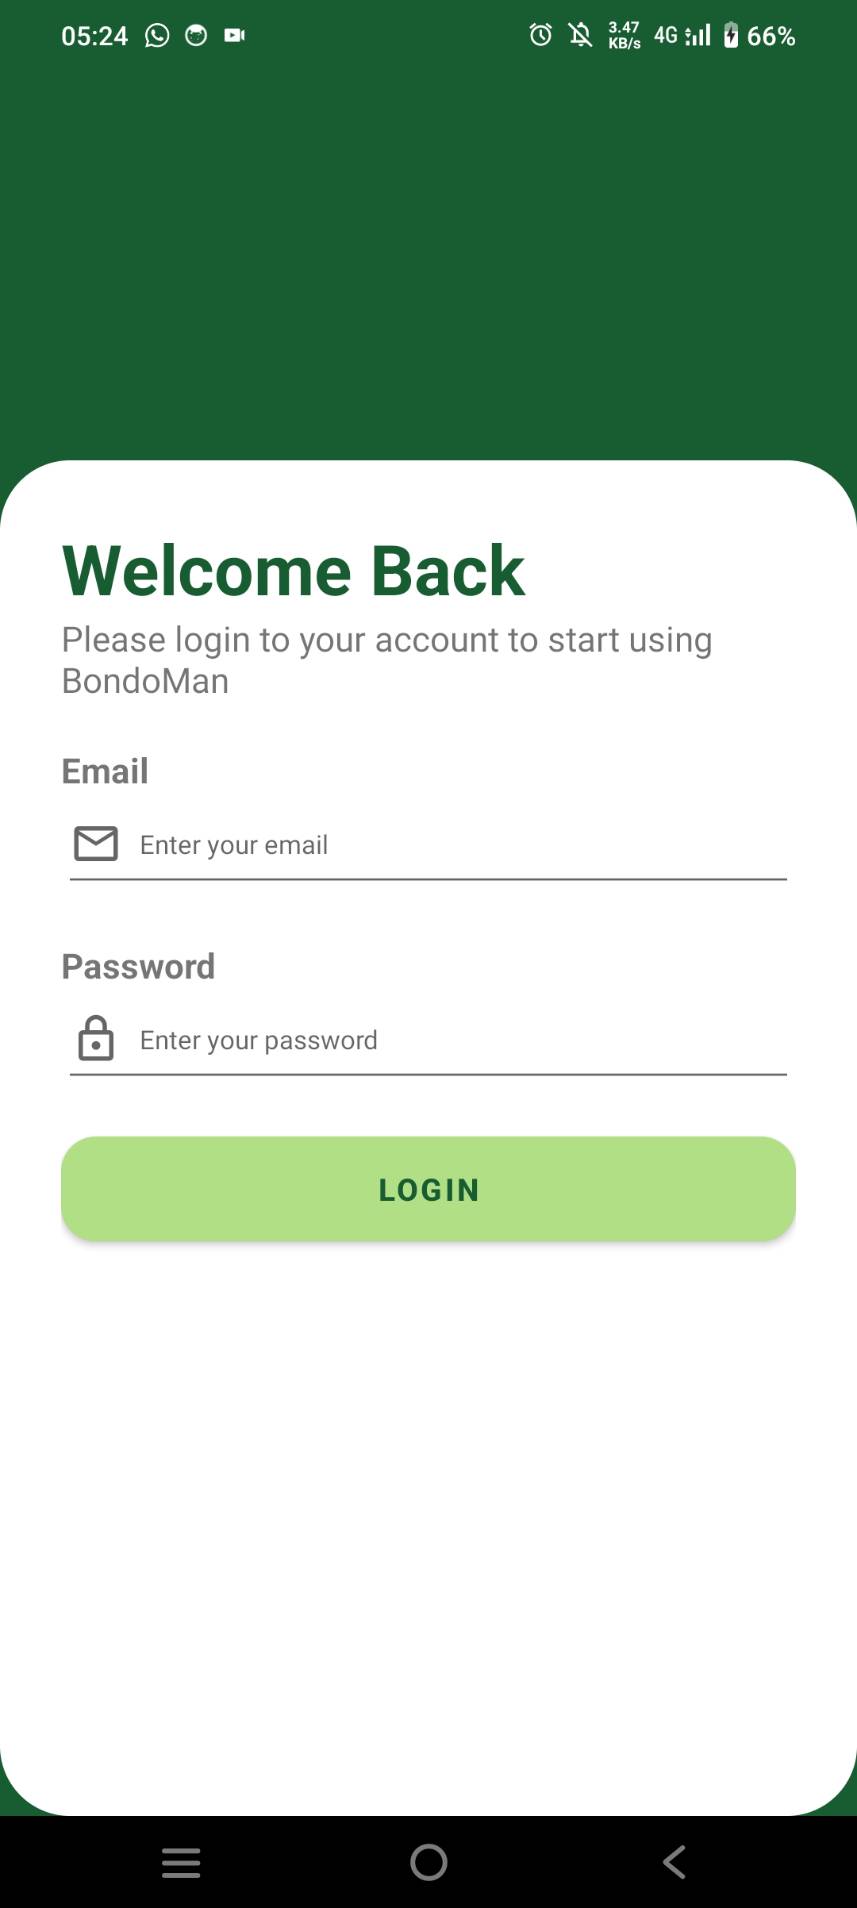 05:24 3.47 KB/s 4G 66%
Welcome Back
Please login to your account to start using
BondoMan
Email
Enter your email
Password
Enter your password
LOGIN